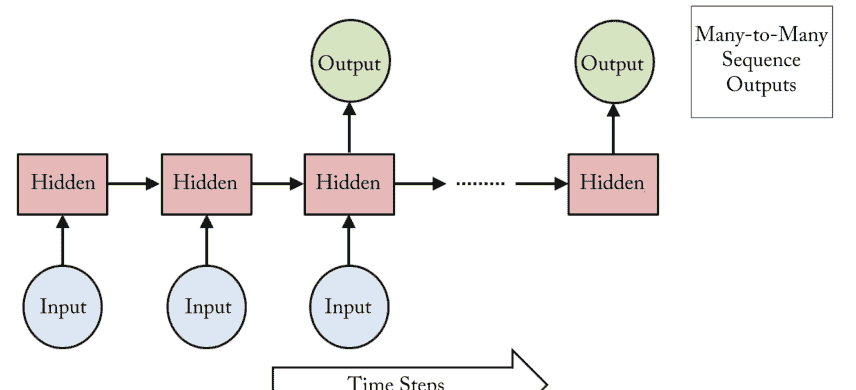 Output
Output
Many-to-Many
Sequence
Outputs
Hidden
Hidden
Hidden
Hidden
Input
Input
Input
Time Steps